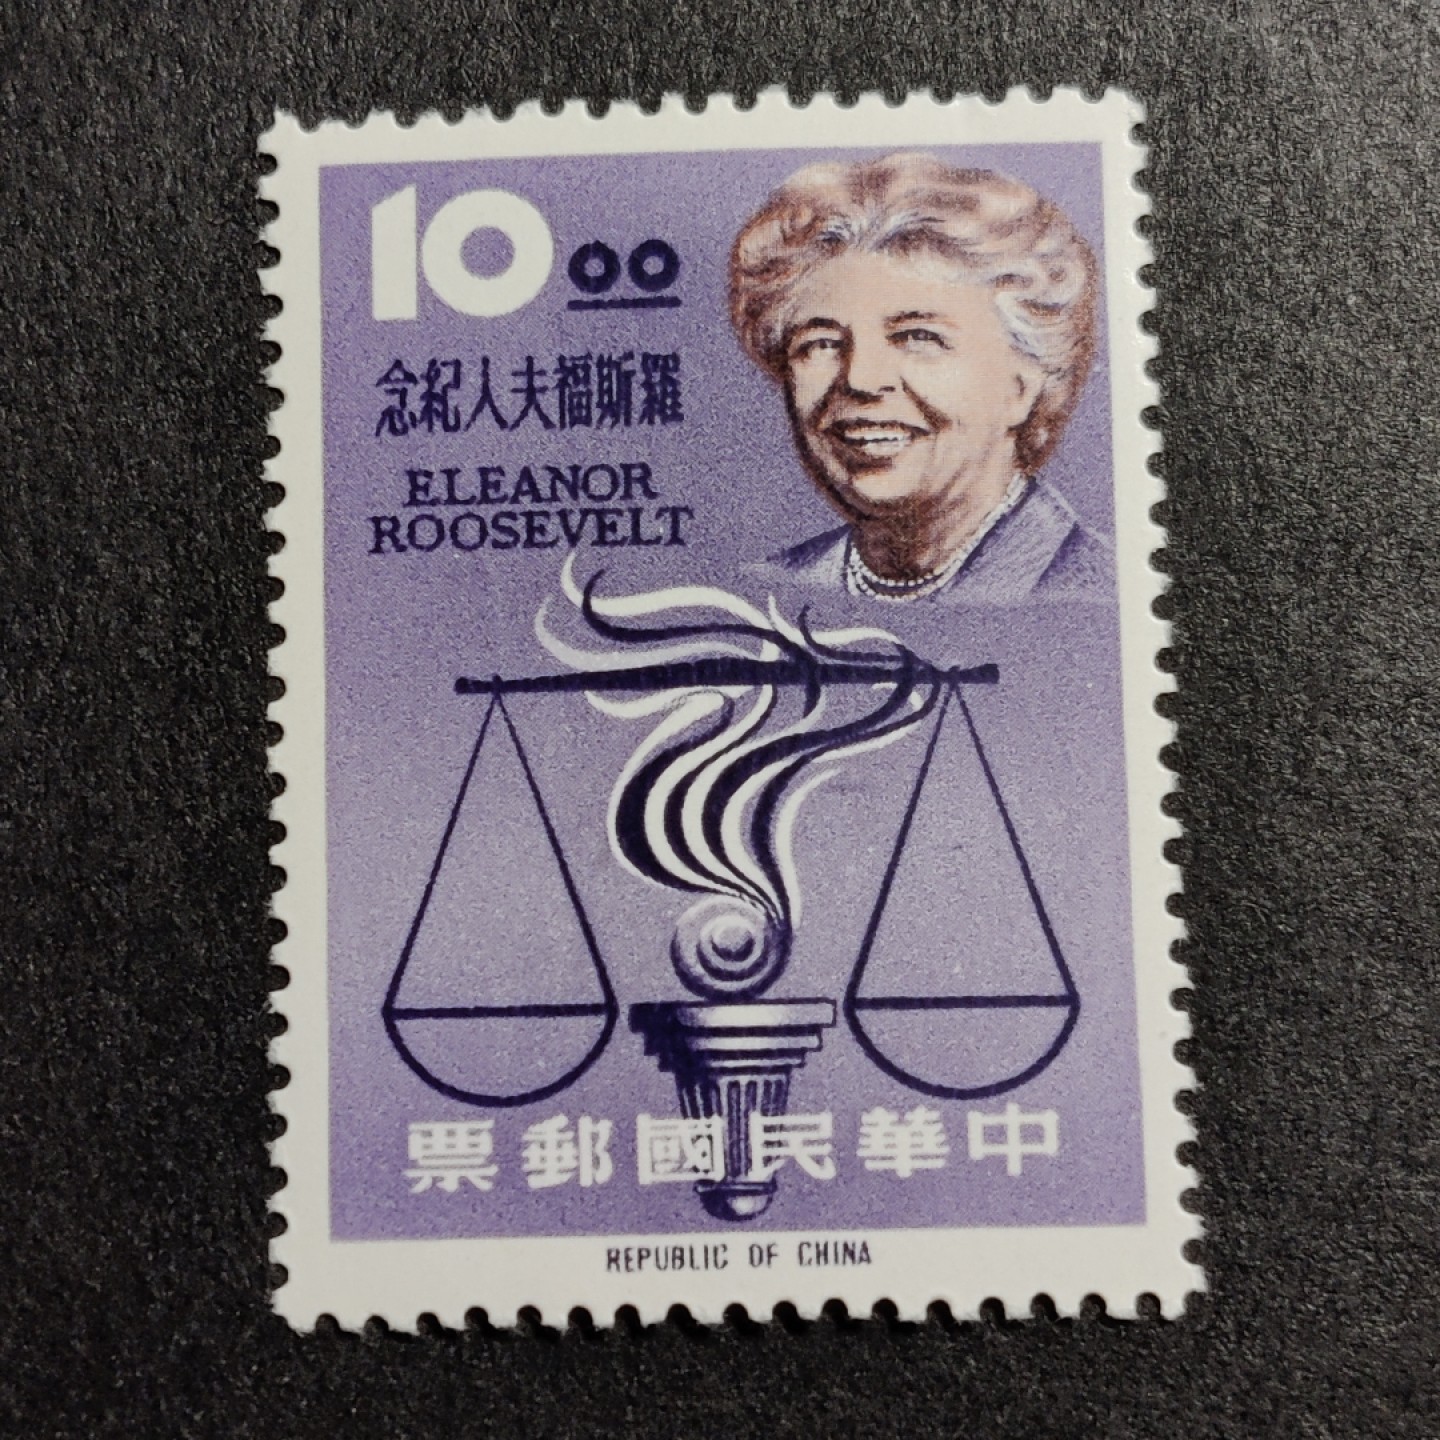 10.00
羅斯福夫人紀念
ELEANOR
ROOSEVELT
中華民國郵票
REPUBLIC OF CHINA